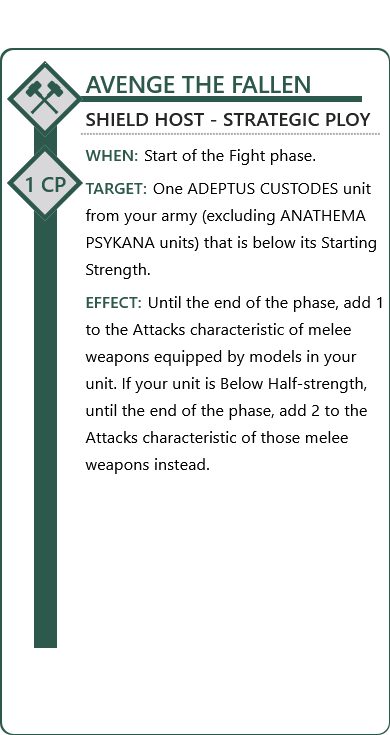 AVENGE THE FALLEN
SHIELD HOST - STRATEGIC PLOY
1 CP
WHEN: Start of the Fight phase.
TARGET: One ADEPTUS CUSTODES unit
from your army (excluding ANATHEMA
PSYKANA units) that is below its Starting
Strength.
EFFECT: Until the end of the phase, add 1
to the Attacks characteristic of melee
weapons equipped by models in your
unit. If your unit is Below Half-strength,
until the end of the phase, add 2 to the
Attacks characteristic of those melee
weapons instead.